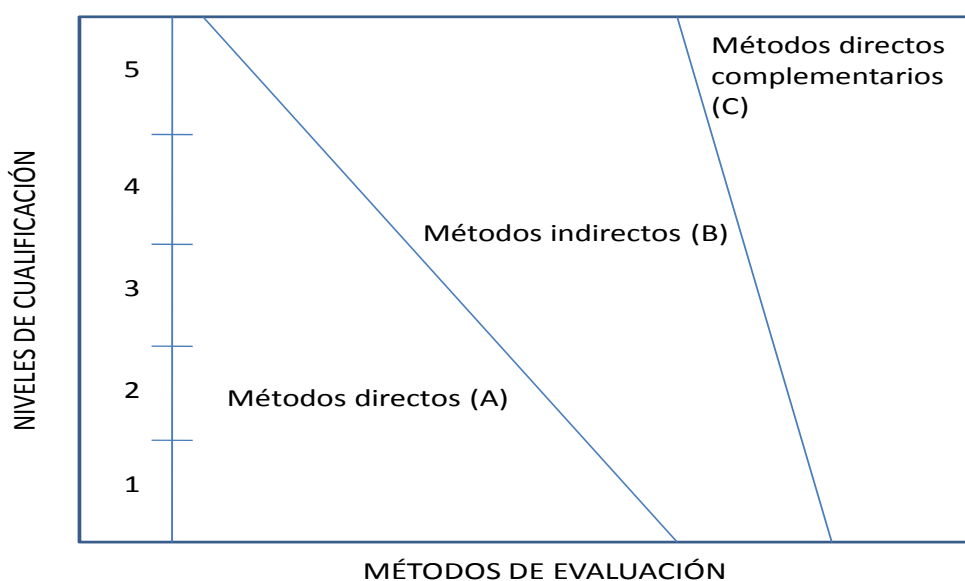 Métodos directos
complementarios
(C)
5
4
Métodos indirectos (B)
3
2
Métodos directos (A)
1
NIVELES DE CUALIFICACIÓN
MÉTODOS DE EVALUACIÓN